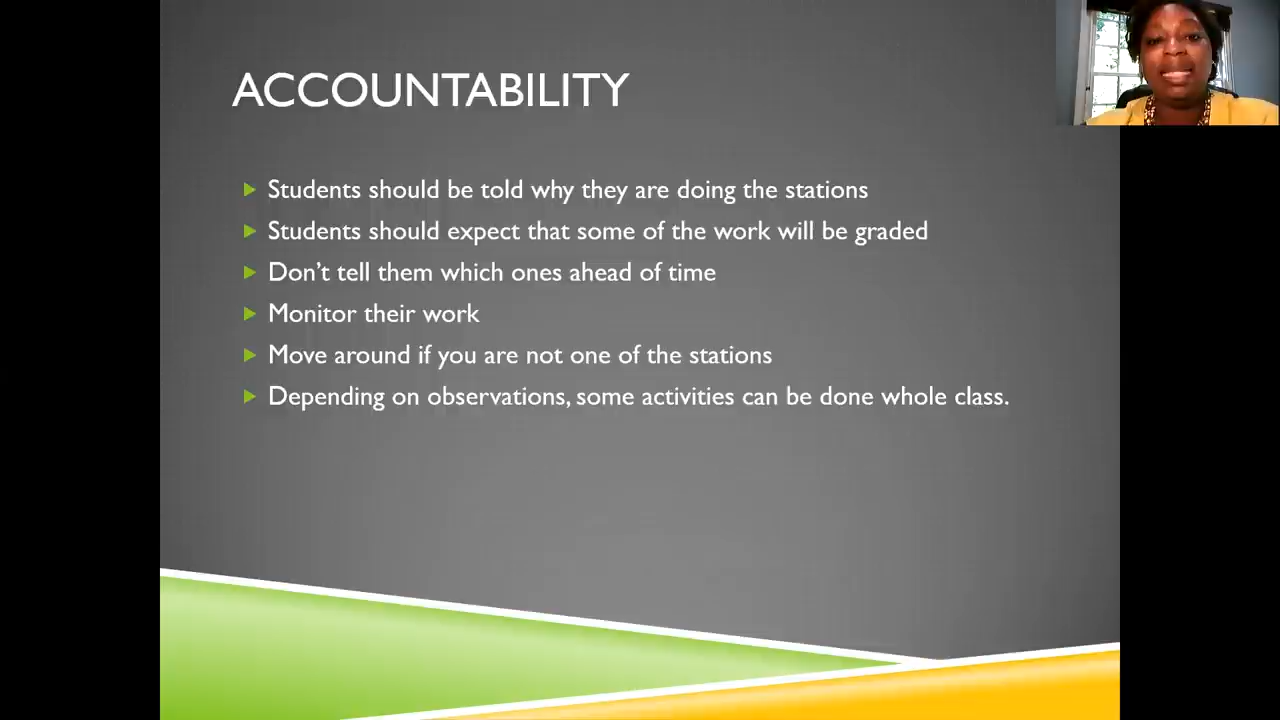 ACCOUNTABILITY
Students should be told why they are doing the stations
Students should expect that some of the work will be graded
Don’t tell them which ones ahead of time
Monitor their work
Move around if you are not one of the stations
Depending on observations, some activities can be done whole class.